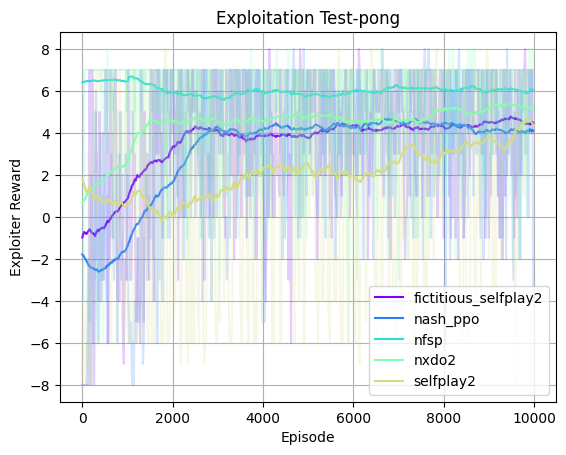 Exploitation Test-pong
Exploiter Reward
8
6
4
2
0
−2
−4
−6
−8
0
2000
4000
6000
8000
10000
Episode
fictitious_selfplay2
nash_ppo
nfsp
nxdo2
selfplay2